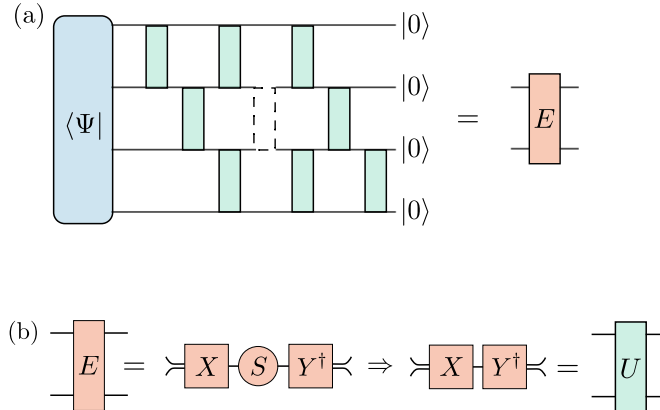 (a)
|0⟩
|0⟩
⟨Ψ| = E
|0⟩
|0⟩
(b) E = X S Y† ⇒ X Y† = U